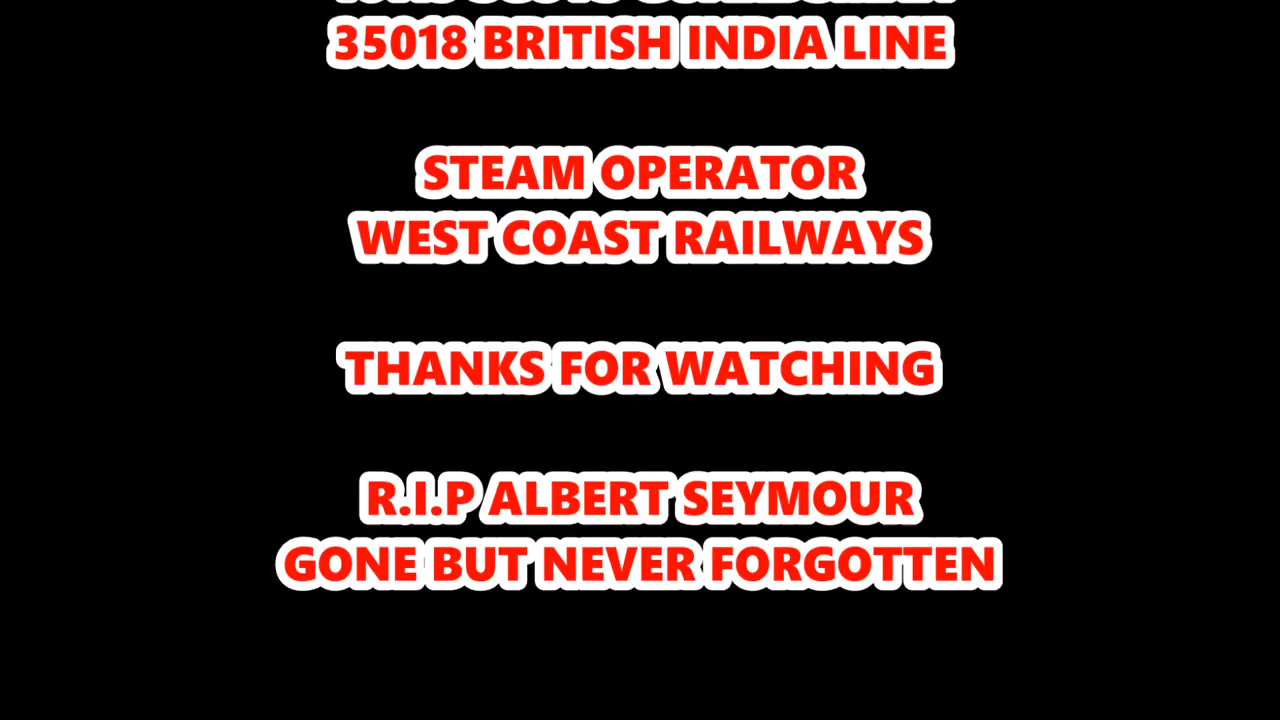 35018 BRITISH INDIA LINE
STEAM OPERATOR
WEST COAST RAILWAYS
THANKS FOR WATCHING
R.I.P ALBERT SEYMOUR
GONE BUT NEVER FORGOTTEN